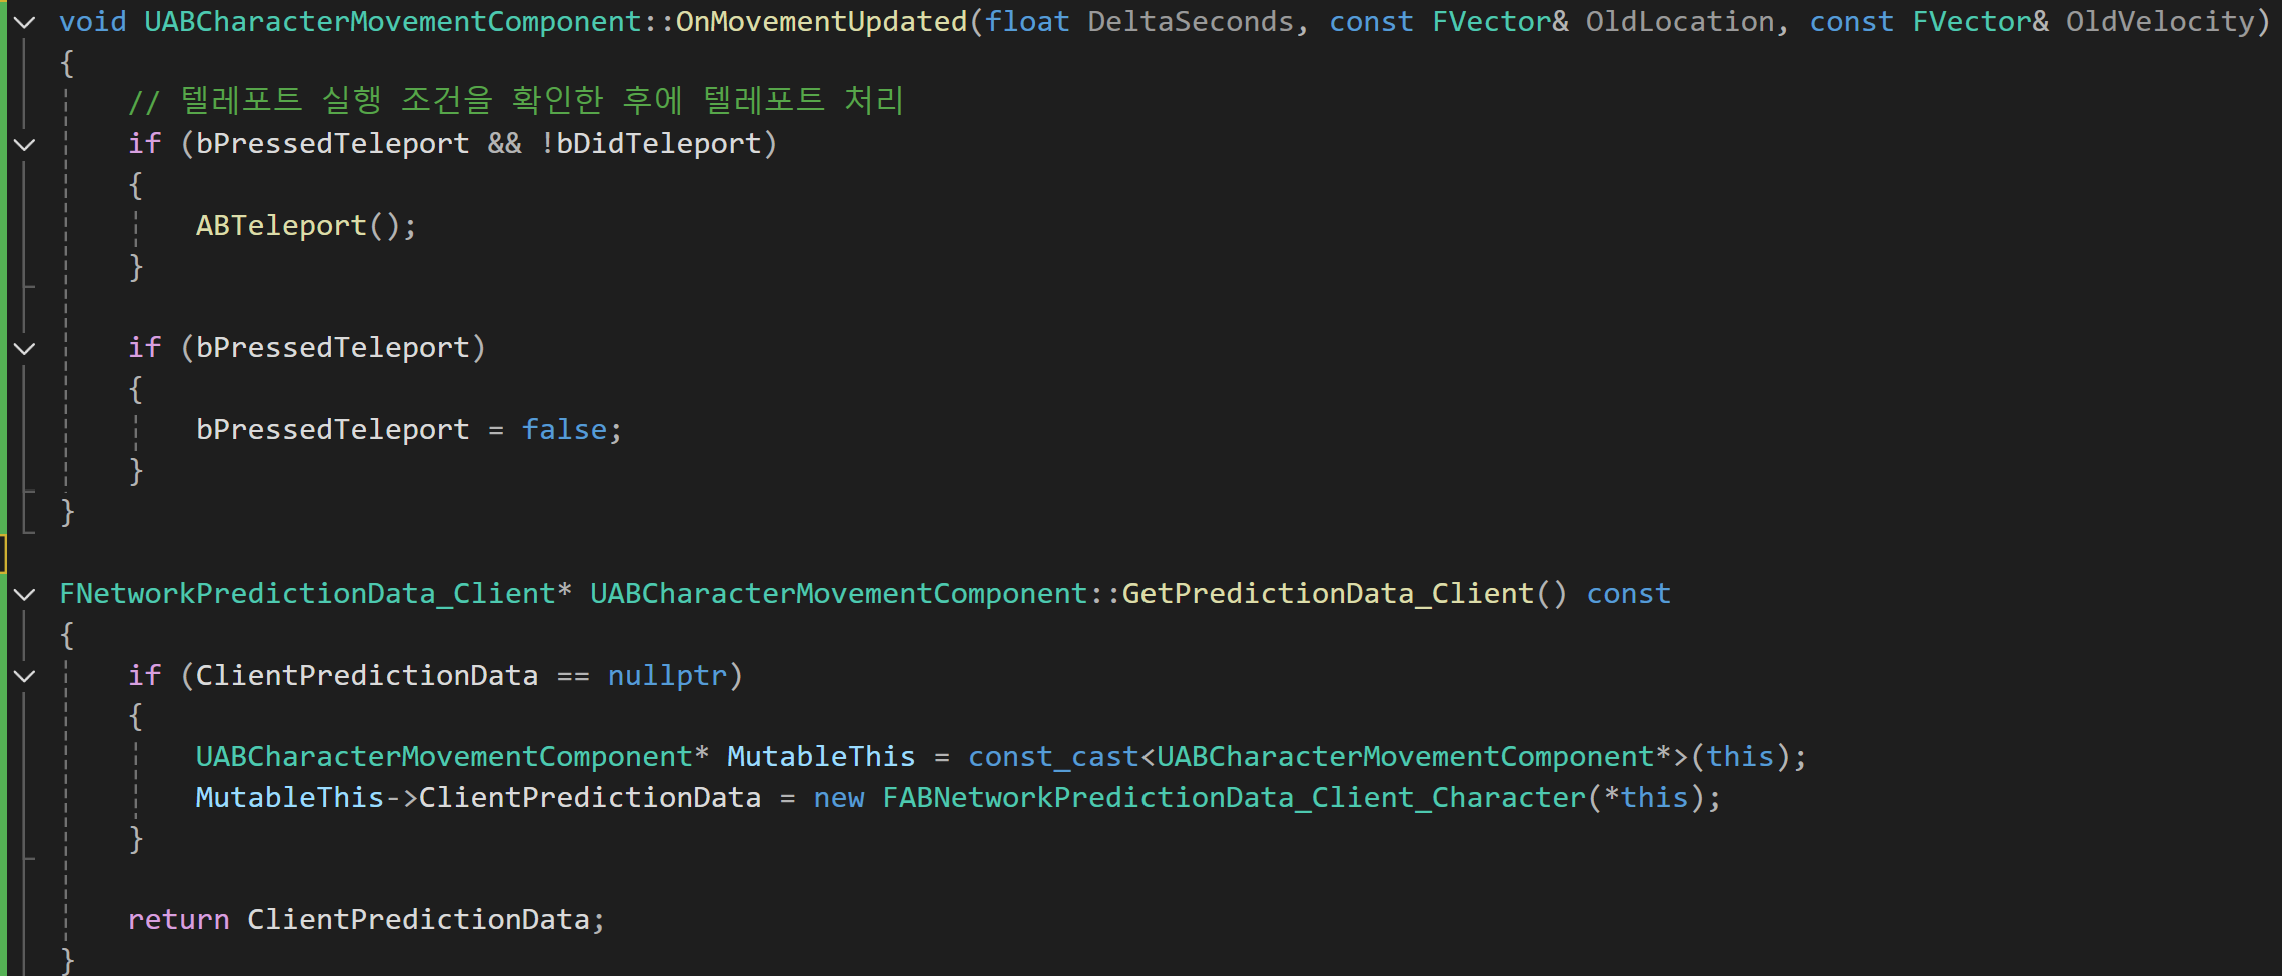 void UABCharacterMovementComponent::OnMovementUpdated(float DeltaSeconds, const FVector& OldLocation, const FVector& OldVelocity)
{
    // 텔레포트 실행 조건을 확인한 후에 텔레포트 처리
    if (bPressedTeleport && !bDidTeleport)
    {
        ABTeleport();
    }

    if (bPressedTeleport)
    {
        bPressedTeleport = false;
    }
}

FNetworkPredictionData_Client* UABCharacterMovementComponent::GetPredictionData_Client() const
{
    if (ClientPredictionData == nullptr)
    {
        UABCharacterMovementComponent* MutableThis = const_cast<UABCharacterMovementComponent*>(this);
        MutableThis->ClientPredictionData = new FABNetworkPredictionData_Client_Character(*this);
    }

    return ClientPredictionData;
}